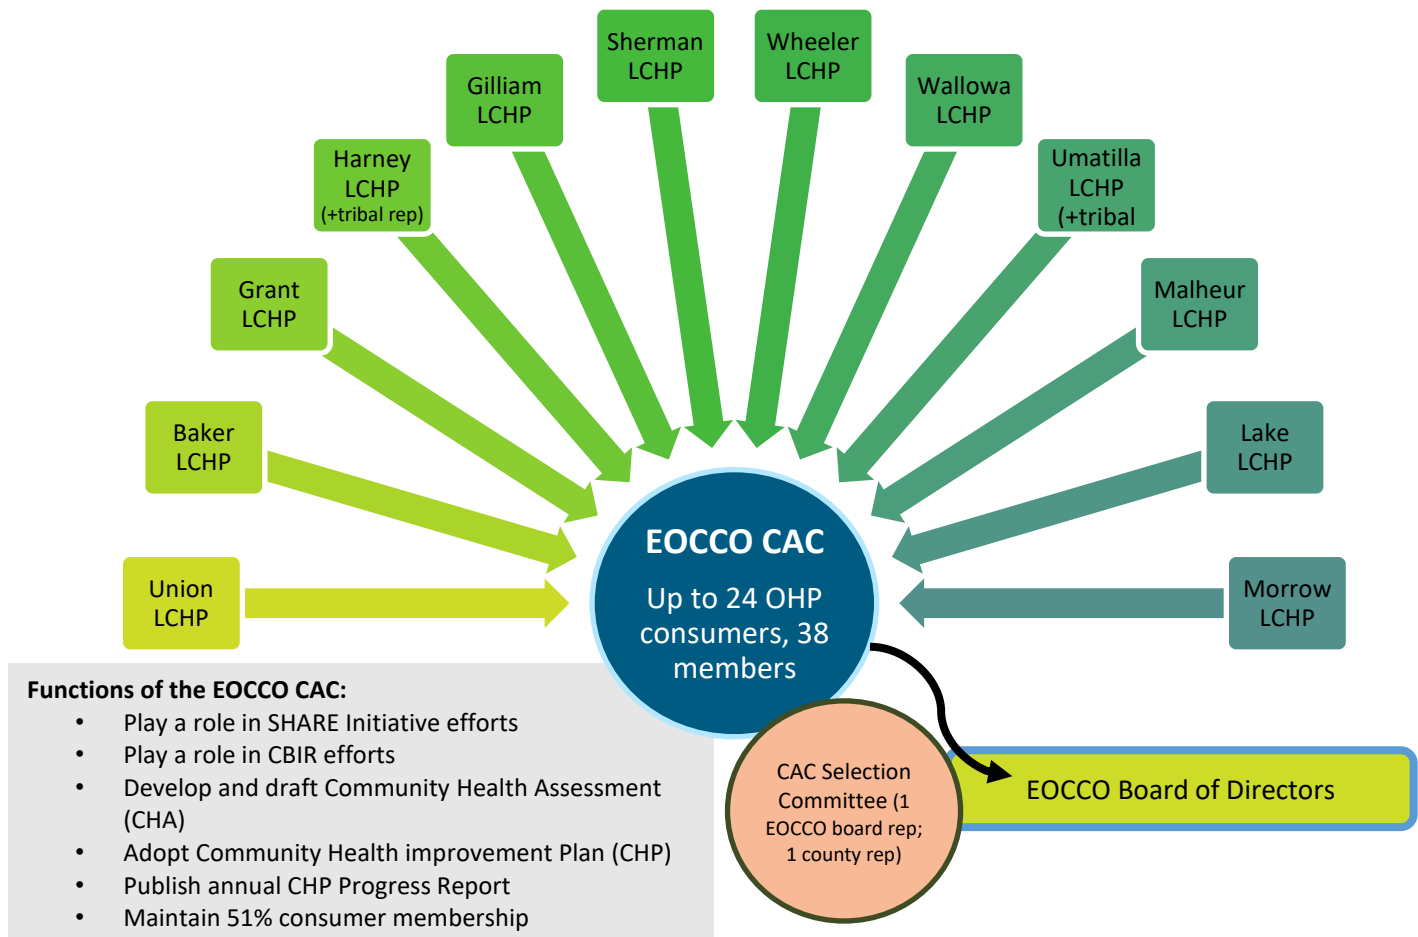 Sherman
LCHP
Wheeler
LCHP
Gilliam
LCHP
Wallowa
LCHP
Harney
LCHP
(+tribal rep)
Umatilla
LCHP
(+tribal
Grant
LCHP
Malheur
LCHP
Baker
LCHP
Lake
LCHP
Union
LCHP
Morrow
LCHP
EOCCO CAC
Up to 24 OHP
consumers, 38
members
Functions of the EOCCO CAC:
• Play a role in SHARE Initiative efforts
• Play a role in CBIR efforts
• Develop and draft Community Health Assessment
(CHA)
• Adopt Community Health improvement Plan (CHP)
• Publish annual CHP Progress Report
• Maintain 51% consumer membership
CAC Selection
Committee (1
EOCCO board rep;
1 county rep)
EOCCO Board of Directors